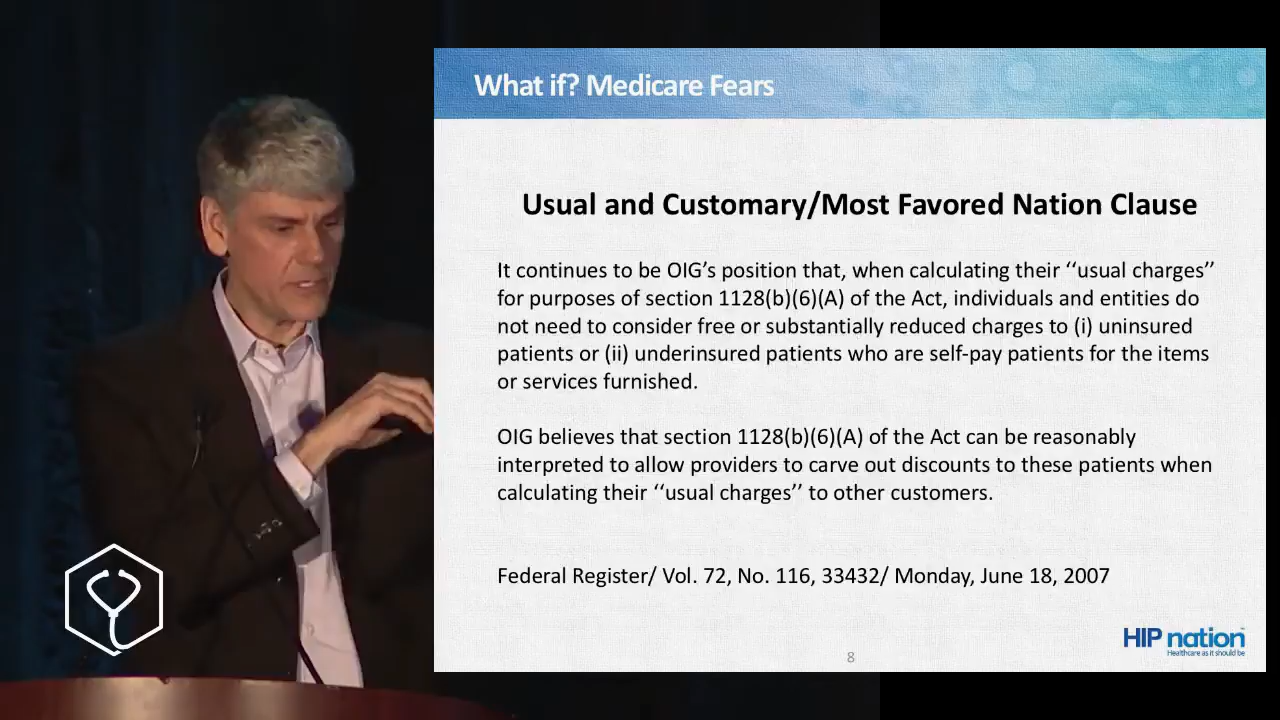 What if? Medicare Fears
Usual and Customary/Most Favored Nation Clause
It continues to be OIG’s position that, when calculating their ‘‘usual charges’’
for purposes of section 1128(b)(6)(A) of the Act, individuals and entities do
not need to consider free or substantially reduced charges to (i) uninsured
patients or (ii) underinsured patients who are self-pay patients for the items
or services furnished.
OIG believes that section 1128(b)(6)(A) of the Act can be reasonably
interpreted to allow providers to carve out discounts to these patients when
calculating their ‘‘usual charges’’ to other customers.
Federal Register/ Vol. 72, No. 116, 33432/ Monday, June 18, 2007
HIP nation
Healthcare as it should be
8